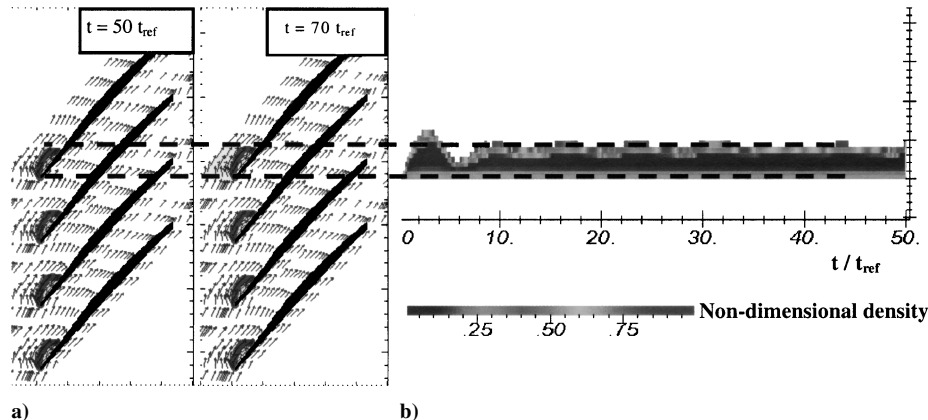 t = 50 tref
t = 70 tref
0 10. 20. 30. 40. 50.
t / tref
Non-dimensional density
.25 .50 .75
a)
b)